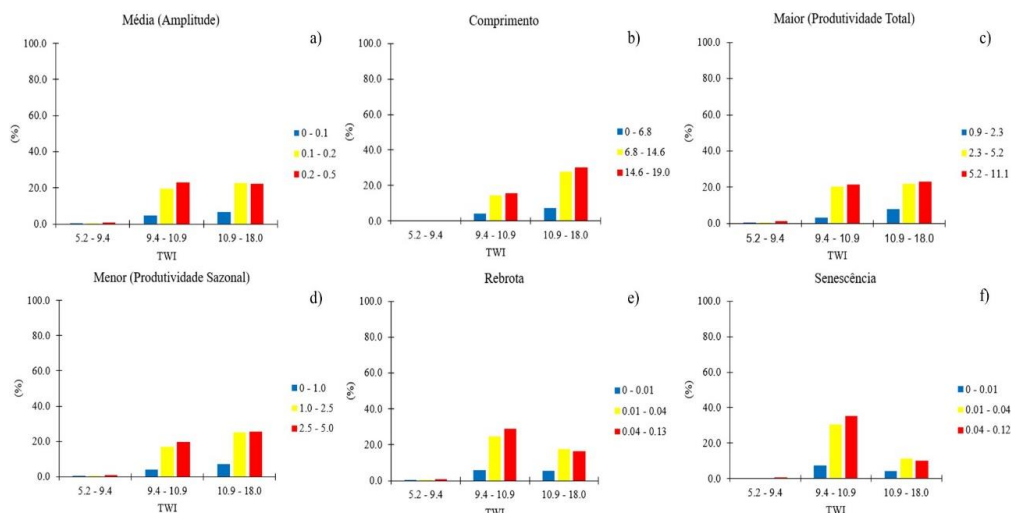 Média (Amplitude)
a)
100.0
80.0
60.0
40.0
20.0
0.0
(%)
5.2 - 9.4
9.4 - 10.9
10.9 - 18.0
TWI
0 - 0.1
0.1 - 0.2
0.2 - 0.5
Comprimento
b)
100.0
80.0
60.0
40.0
20.0
0.0
(%)
5.2 - 9.4
9.4 - 10.9
10.9 - 18.0
TWI
0 - 6.8
6.8 - 14.6
14.6 - 19.0
Maior (Produtividade Total)
c)
100.0
80.0
60.0
40.0
20.0
0.0
(%)
5.2 - 9.4
9.4 - 10.9
10.9 - 18.0
TWI
0.9 - 2.3
2.3 - 5.2
5.2 - 11.1
Menor (Produtividade Sazonal)
d)
100.0
80.0
60.0
40.0
20.0
0.0
(%)
5.2 - 9.4
9.4 - 10.9
10.9 - 18.0
TWI
0 - 1.0
1.0 - 2.5
2.5 - 5.0
Rebrota
e)
100.0
80.0
60.0
40.0
20.0
0.0
(%)
5.2 - 9.4
9.4 - 10.9
10.9 - 18.0
TWI
0 - 0.01
0.01 - 0.04
0.04 - 0.13
Senescência
f)
100.0
80.0
60.0
40.0
20.0
0.0
(%)
5.2 - 9.4
9.4 - 10.9
10.9 - 18.0
TWI
0 - 0.01
0.01 - 0.04
0.04 - 0.12